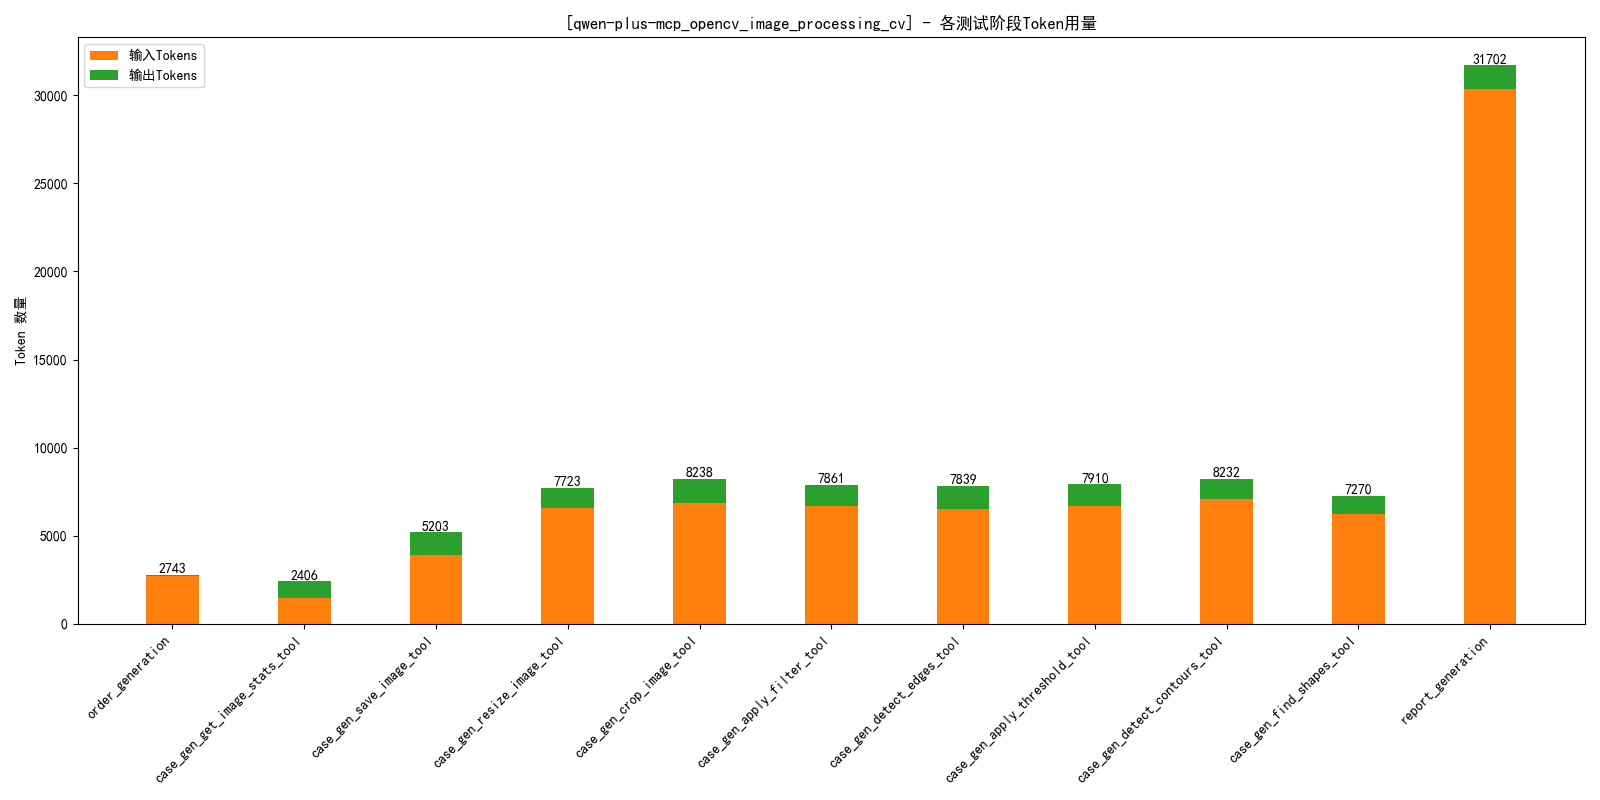 [qwen-plus-mcp_opencv_image_processing_cv] - 各测试阶段Token用量
输入Tokens
输出Tokens
Token 数量
30000
25000
20000
15000
10000
5000
0
2743
2406
5203
7723
8238
7861
7839
7910
8232
7270
31702
order_generation
case_gen_get_image_stats_tool
case_gen_save_image_tool
case_gen_resize_image_tool
case_gen_crop_image_tool
case_gen_apply_filter_tool
case_gen_detect_edges_tool
case_gen_apply_threshold_tool
case_gen_detect_contours_tool
case_gen_find_shapes_tool
report_generation